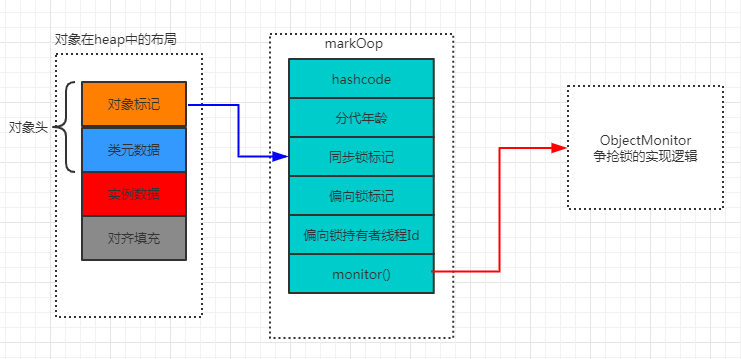 对象在heap中的布局
对象头
对象标记
类元数据
实例数据
对齐填充
markOop
hashcode
分代年龄
同步锁标记
偏向锁标记
偏向锁持有者线程Id
monitor()
ObjectMonitor
争抢锁的实现逻辑